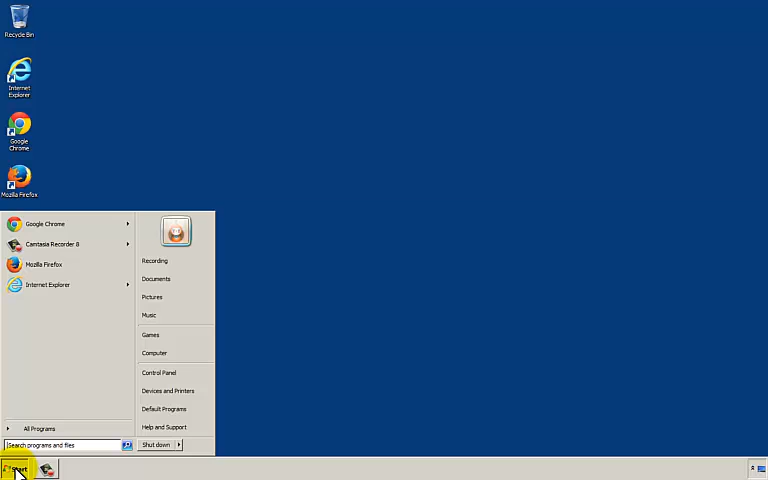 Recycle Bin
Internet
Explorer
Google
Chrome
Mozilla Firefox
Google Chrome
Camtasia Recorder 8
Mozilla Firefox
Internet Explorer
All Programs
Search programs and files
Recording
Documents
Pictures
Music
Games
Computer
Control Panel
Devices and Printers
Default Programs
Help and Support
Shut down
Start